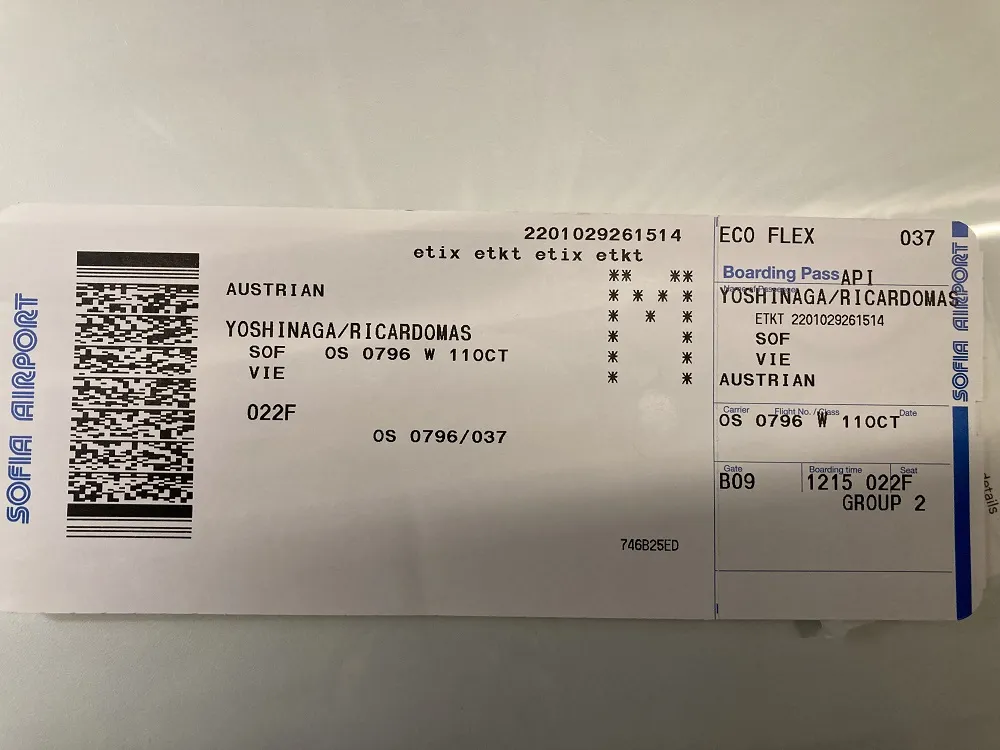 SOFIA AIRPORT
2201029261514
etix etkt etix etkt
AUSTRIAN
YOSHINAGA/RICARDOMAS
SOF OS 0796 W 11OCT
VIE
022F
OS 0796/037
746B25ED
ECO FLEX 037
Boarding Pass API
YOSHINAGA/RICARDOMAS
ETKT 2201029261514
SOF
VIE
AUSTRIAN
Carrier Flight No. / Class Date
OS 0796 W 11OCT
Gate Boarding time Seat
B09 1215 022F
GROUP 2
SOFIA AIRPORT